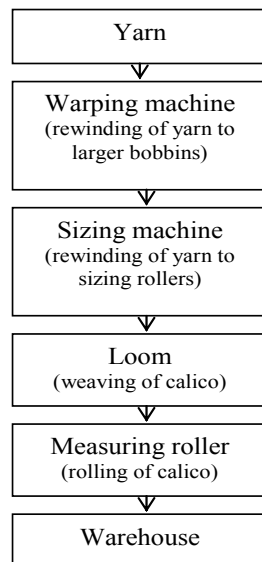 Yarn
Warping machine
(rewinding of yarn to
larger bobbins)
Sizing machine
(rewinding of yarn to
sizing rollers)
Loom
(weaving of calico)
Measuring roller
(rolling of calico)
Warehouse